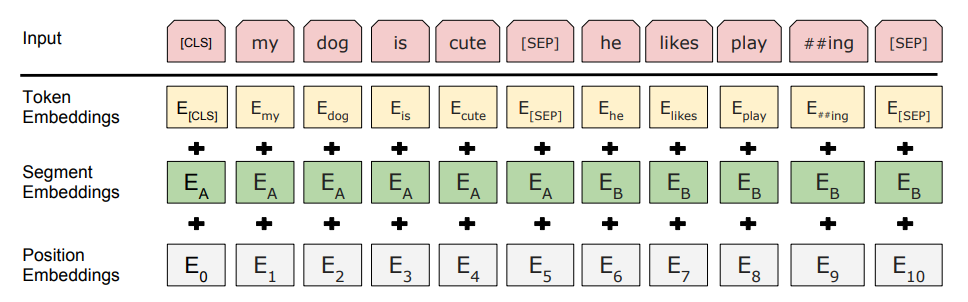 Input [CLS] my dog is cute [SEP] he likes play ##ing [SEP]
Token Embeddings E[CLS] Emy Edog Eis Ecute E[SEP] Ehe Elikes Eplay E##ing E[SEP]
+ + + + + + + + + + +
Segment Embeddings EA EA EA EA EA EA EB EB EB EB EB
+ + + + + + + + + + +
Position Embeddings E0 E1 E2 E3 E4 E5 E6 E7 E8 E9 E10